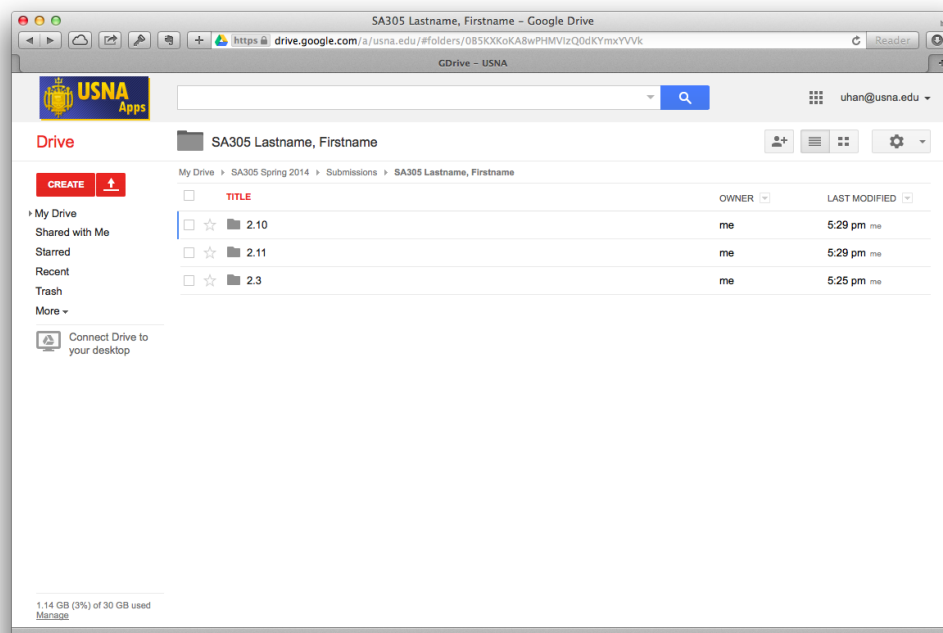 SA305 Lastname, Firstname – Google Drive
https drive.google.com/a/usna.edu/#folders/0B5KXKoKA8wPHMVIzQ0dKYmxYVVk Reader
GDrive – USNA
USNA
Apps
uhan@usna.edu
Drive
SA305 Lastname, Firstname
My Drive SA305 Spring 2014 Submissions SA305 Lastname, Firstname
CREATE
TITLE OWNER LAST MODIFIED
My Drive
2.10 me 5:29 pm me
Shared with Me
Starred
2.11 me 5:29 pm me
Recent
2.3 me 5:25 pm me
Trash
More
Connect Drive to
your desktop
1.14 GB (3%) of 30 GB used
Manage